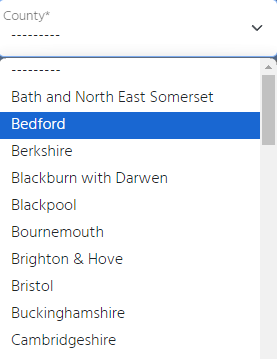 County*
---------
---------
Bath and North East Somerset
Bedford
Berkshire
Blackburn with Darwen
Blackpool
Bournemouth
Brighton & Hove
Bristol
Buckinghamshire
Cambridgeshire